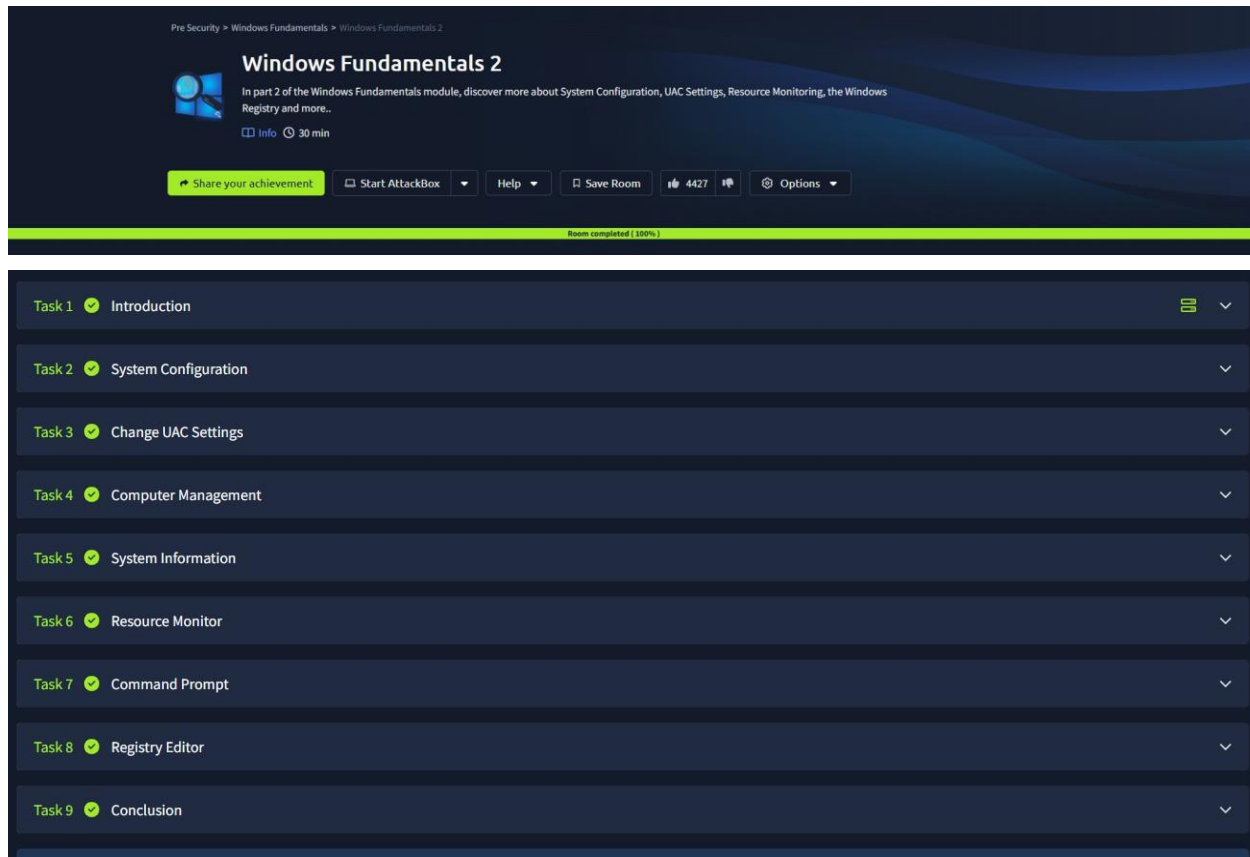 Pre Security > Windows Fundamentals > Windows Fundamentals 2
Windows Fundamentals 2
In part 2 of the Windows Fundamentals module, discover more about System Configuration, UAC Settings, Resource Monitoring, the Windows
Registry and more..
Info 30 min
Share your achievement Start AttackBox Help Save Room 4427 Options
Room completed ( 100% )
Task 1 Introduction
Task 2 System Configuration
Task 3 Change UAC Settings
Task 4 Computer Management
Task 5 System Information
Task 6 Resource Monitor
Task 7 Command Prompt
Task 8 Registry Editor
Task 9 Conclusion